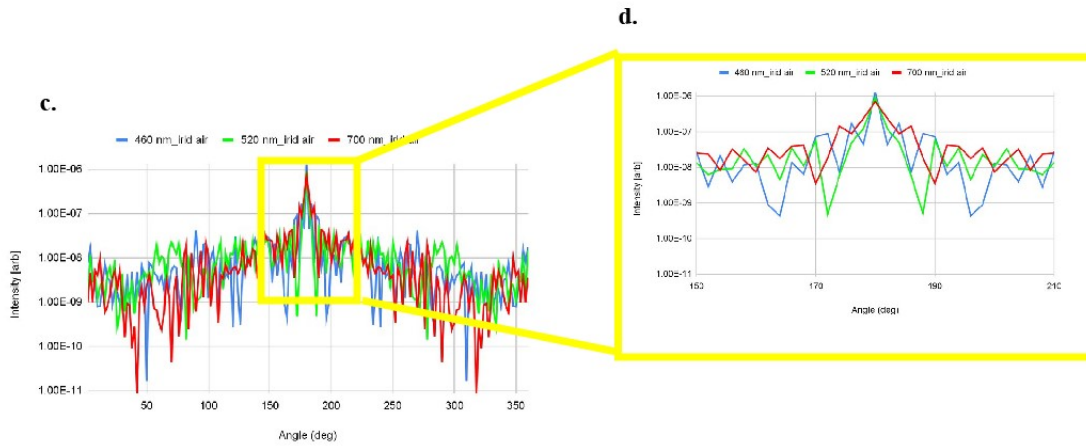 d.
460 nm_irid air 520 nm_irid air 700 nm_irid air
1.00E-06
1.00E-07
1.00E-08
1.00E-09
1.00E-10
1.00E-11
Intensity [arb]
150 170 190 210
Angle (deg)
c.
460 nm_irid air 520 nm_irid air 700 nm_irid air
1.00E-06
1.00E-07
1.00E-08
1.00E-09
1.00E-10
1.00E-11
Intensity [arb]
50 100 150 200 250 300 350
Angle (deg)